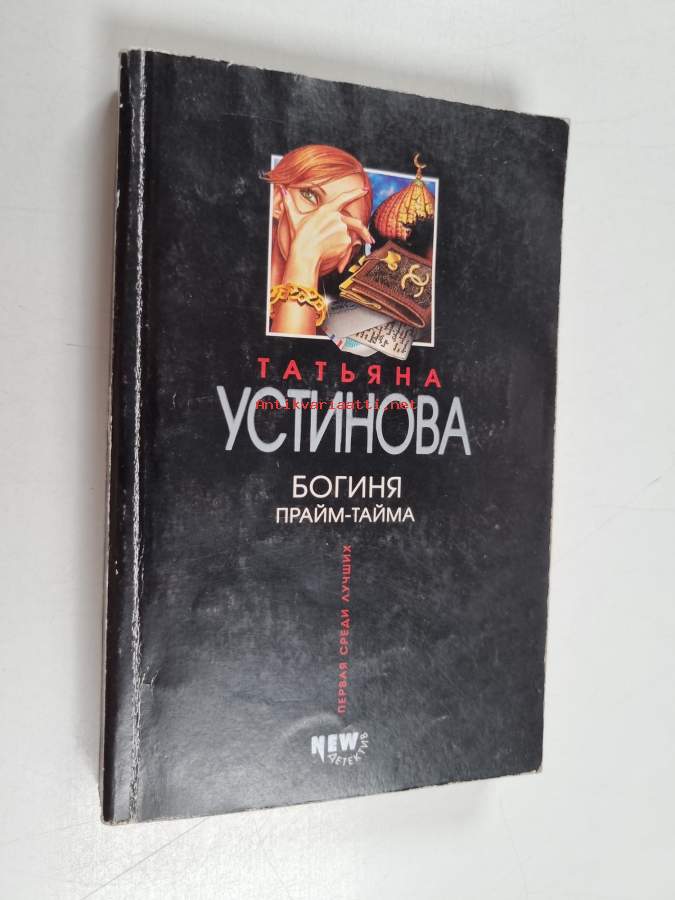 ТАТЬЯНА
Antikvariaatti.net
УСТИНОВА
БОГИНЯ
ПРАЙМ-ТАЙМА
ПЕРВАЯ СРЕДИ ЛУЧШИХ
NEW
ДЕТЕКТИВ